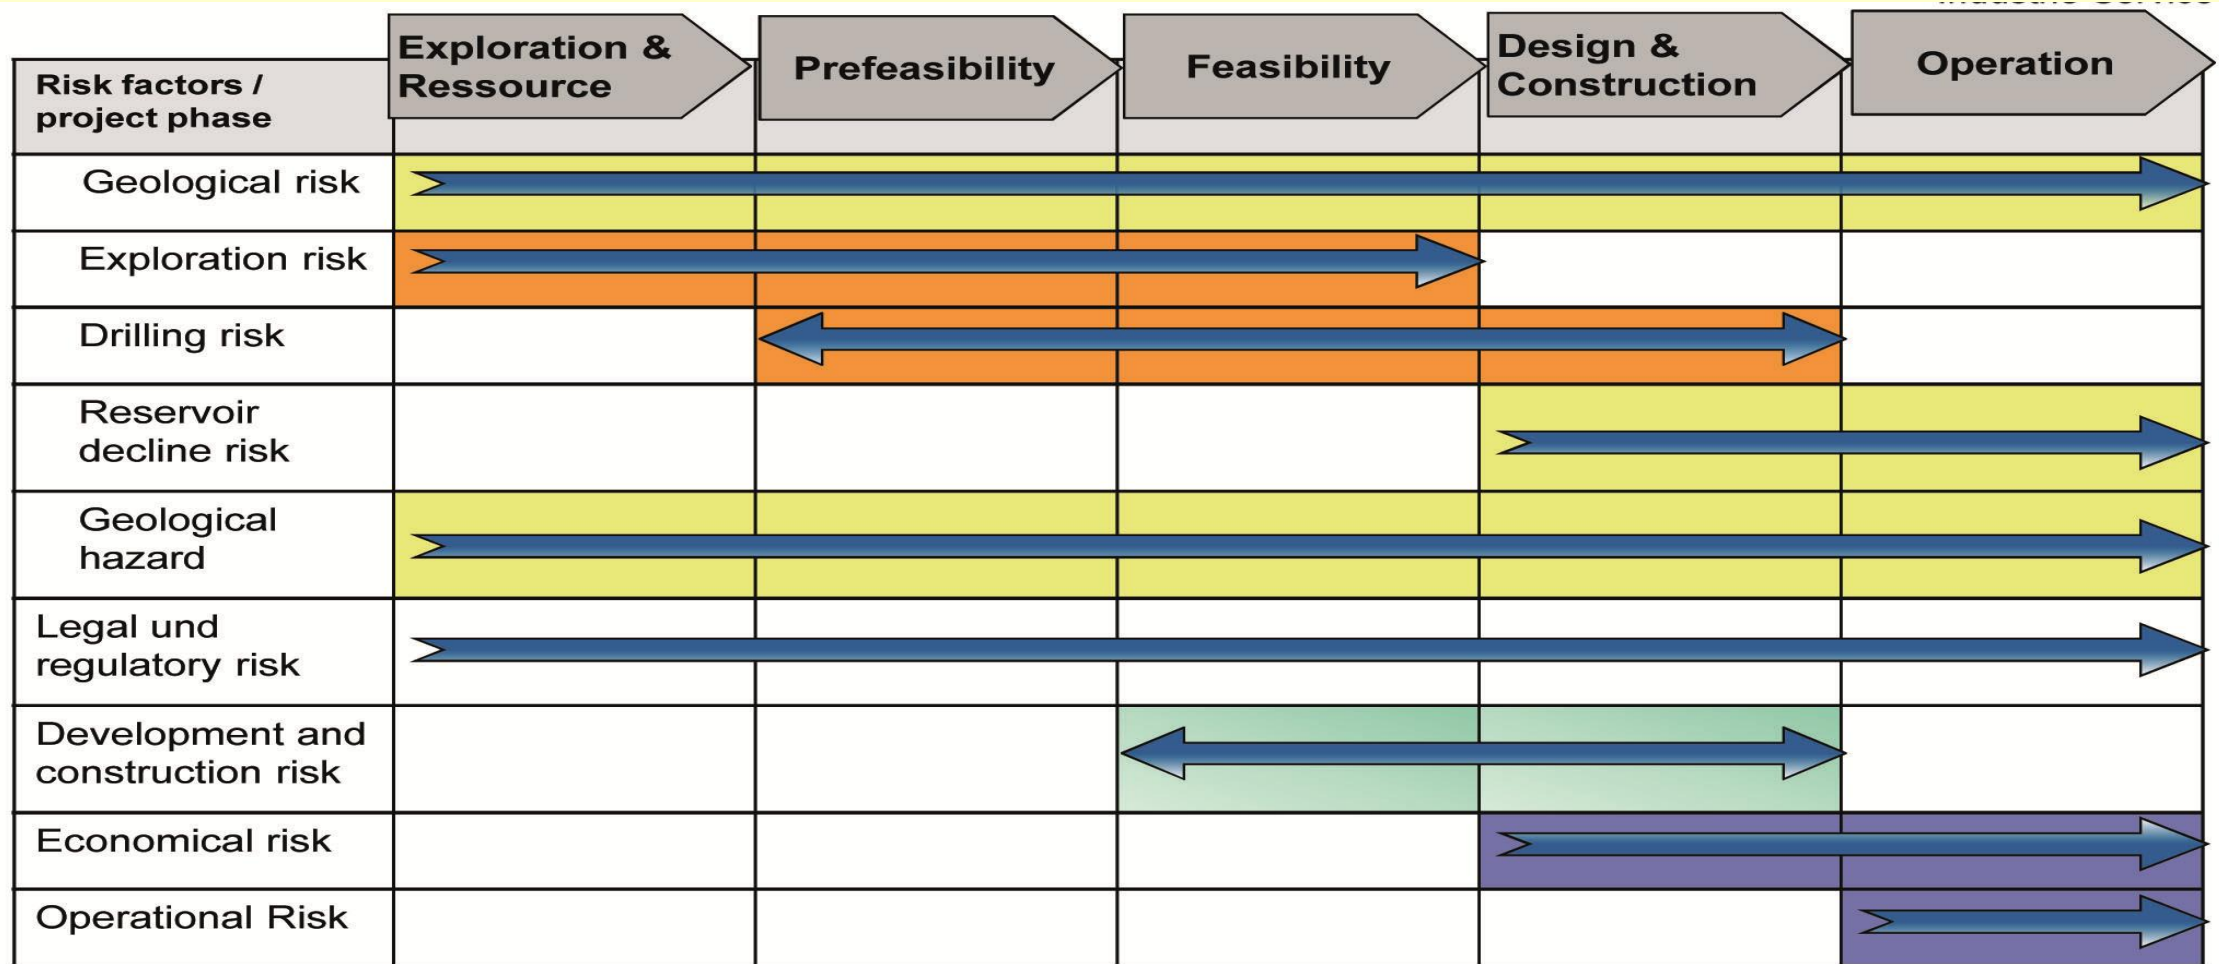 Exploration &
Ressource
Prefeasibility
Feasibility
Design &
Construction
Operation
Risk factors /
project phase
Geological risk
Exploration risk
Drilling risk
Reservoir
decline risk
Geological
hazard
Legal und
regulatory risk
Development and
construction risk
Economical risk
Operational Risk